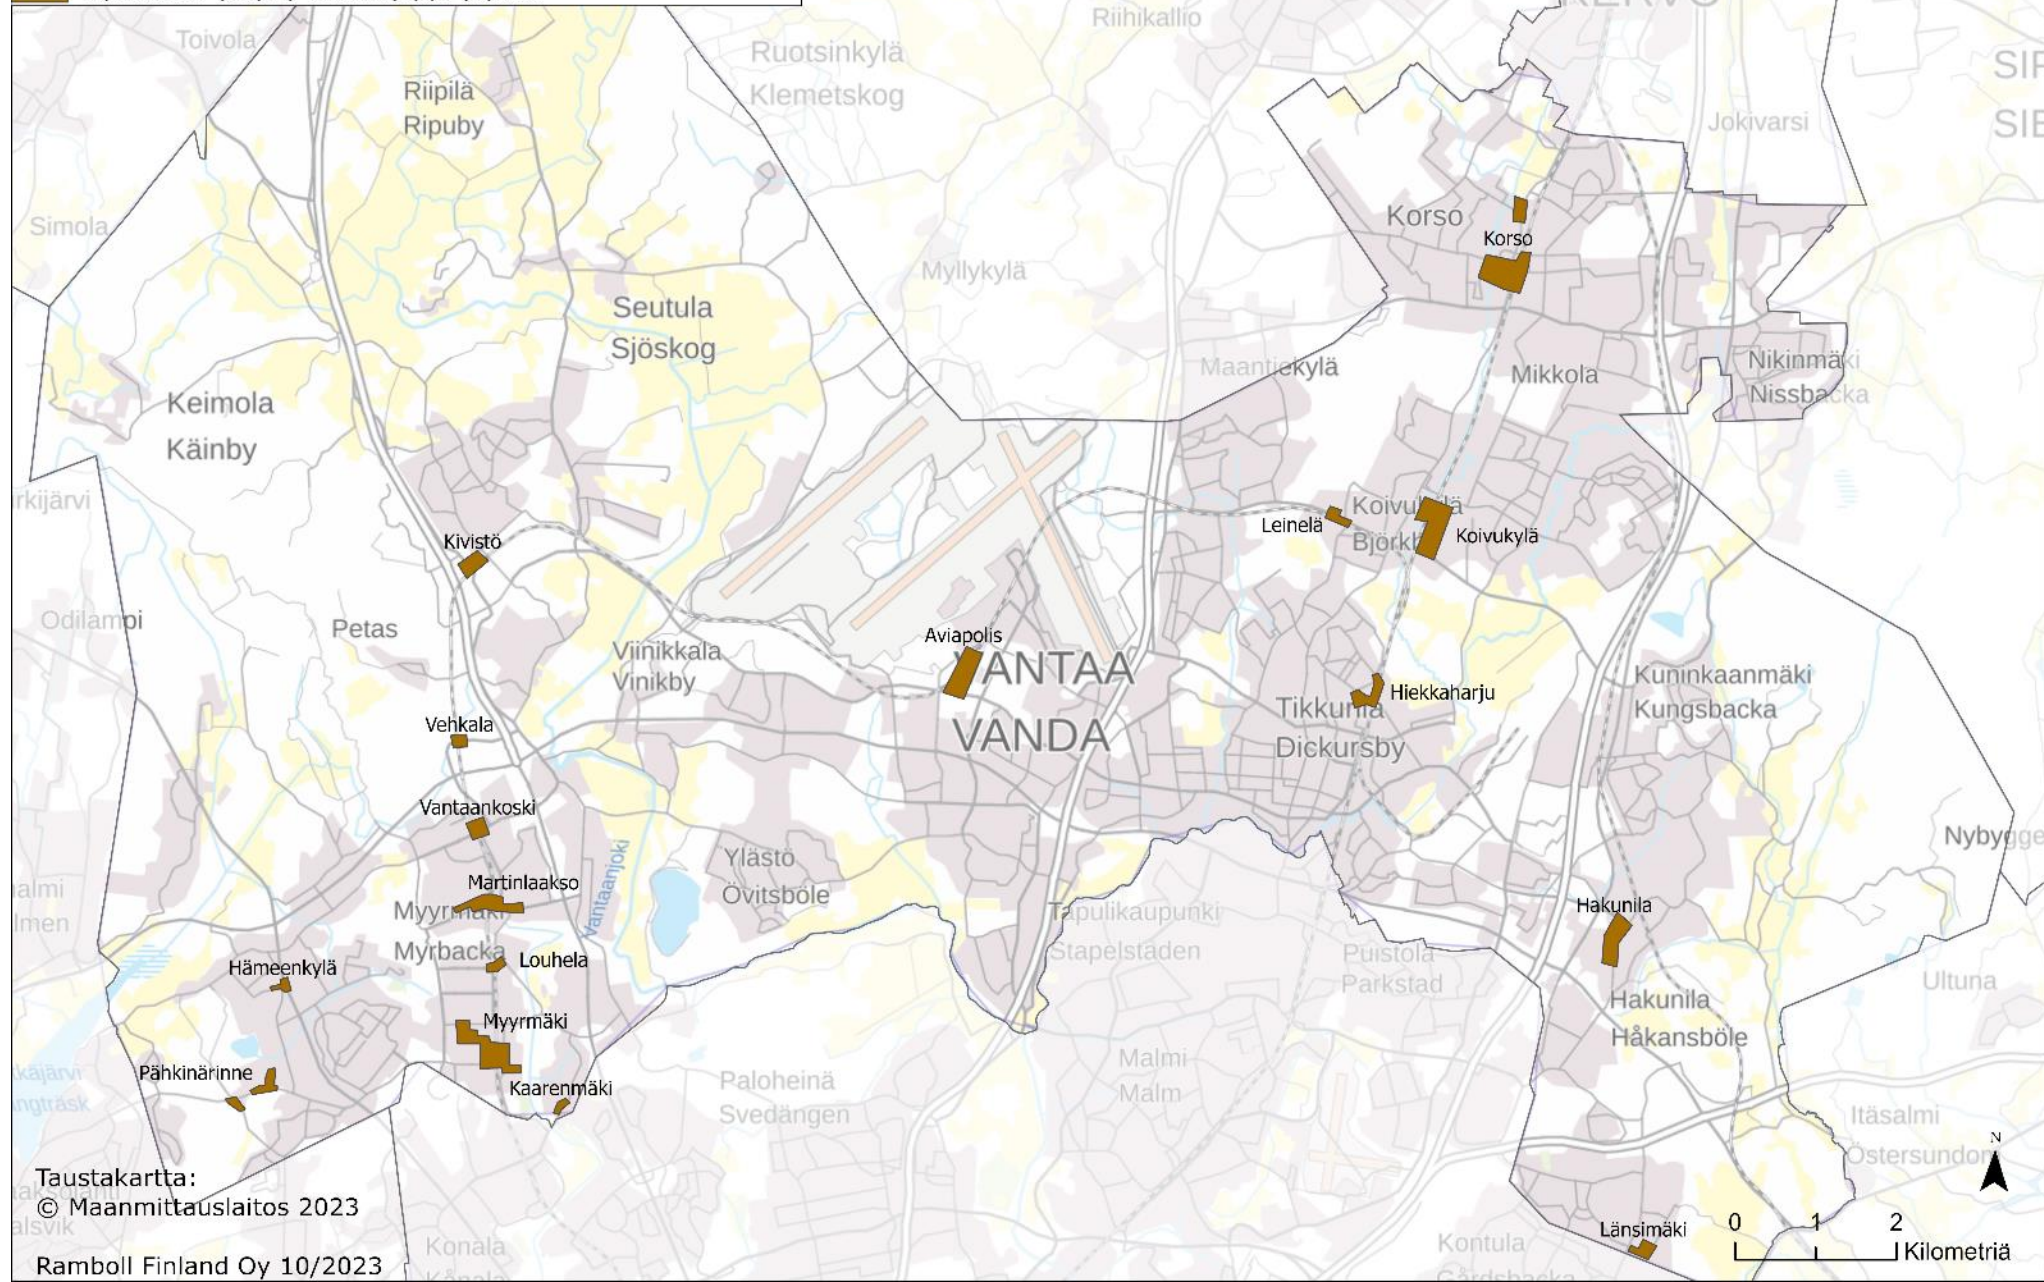 Toivola
Riipilä
Ripuby
Ruotsinkylä
Klemetskog
Riihikallio
Jokivarsi
Simola
Seutula
Sjöskog
Myllykylä
Korso
Korso
Maantiekylä
Mikkola
Nikinmäki
Nissbacka
Keimola
Käinby
Kivistö
Leinelä
Koivukylä
Koivukylä
Odilampi
Petas
Viinikkala
Vinikby
Aviapolis
VANTAA
VANDA
Hiekkaharju
Tikkurila
Dickursby
Kuninkaanmäki
Kungsbacka
Vehkala
Vantaankoski
Martinlaakso
Myyrmäki
Myrbacka
Vantaanjoki
Ylästö
Övitsböle
Tapulikaupunki
Stapelstaden
Puistola
Parkstad
Hakunila
Hakunila
Håkansböle
Ultuna
Hämeenkylä
Louhela
Myyrmäki
Kaarenmäki
Pähkinärinne
Paloheinä
Svedängen
Malmi
Malm
Itäsalmi
Östersundom
Länsimäki
Kontula
Konala
Taustakartta:
© Maanmittauslaitos 2023
Ramboll Finland Oy 10/2023
N
0 1 2
Kilometriä